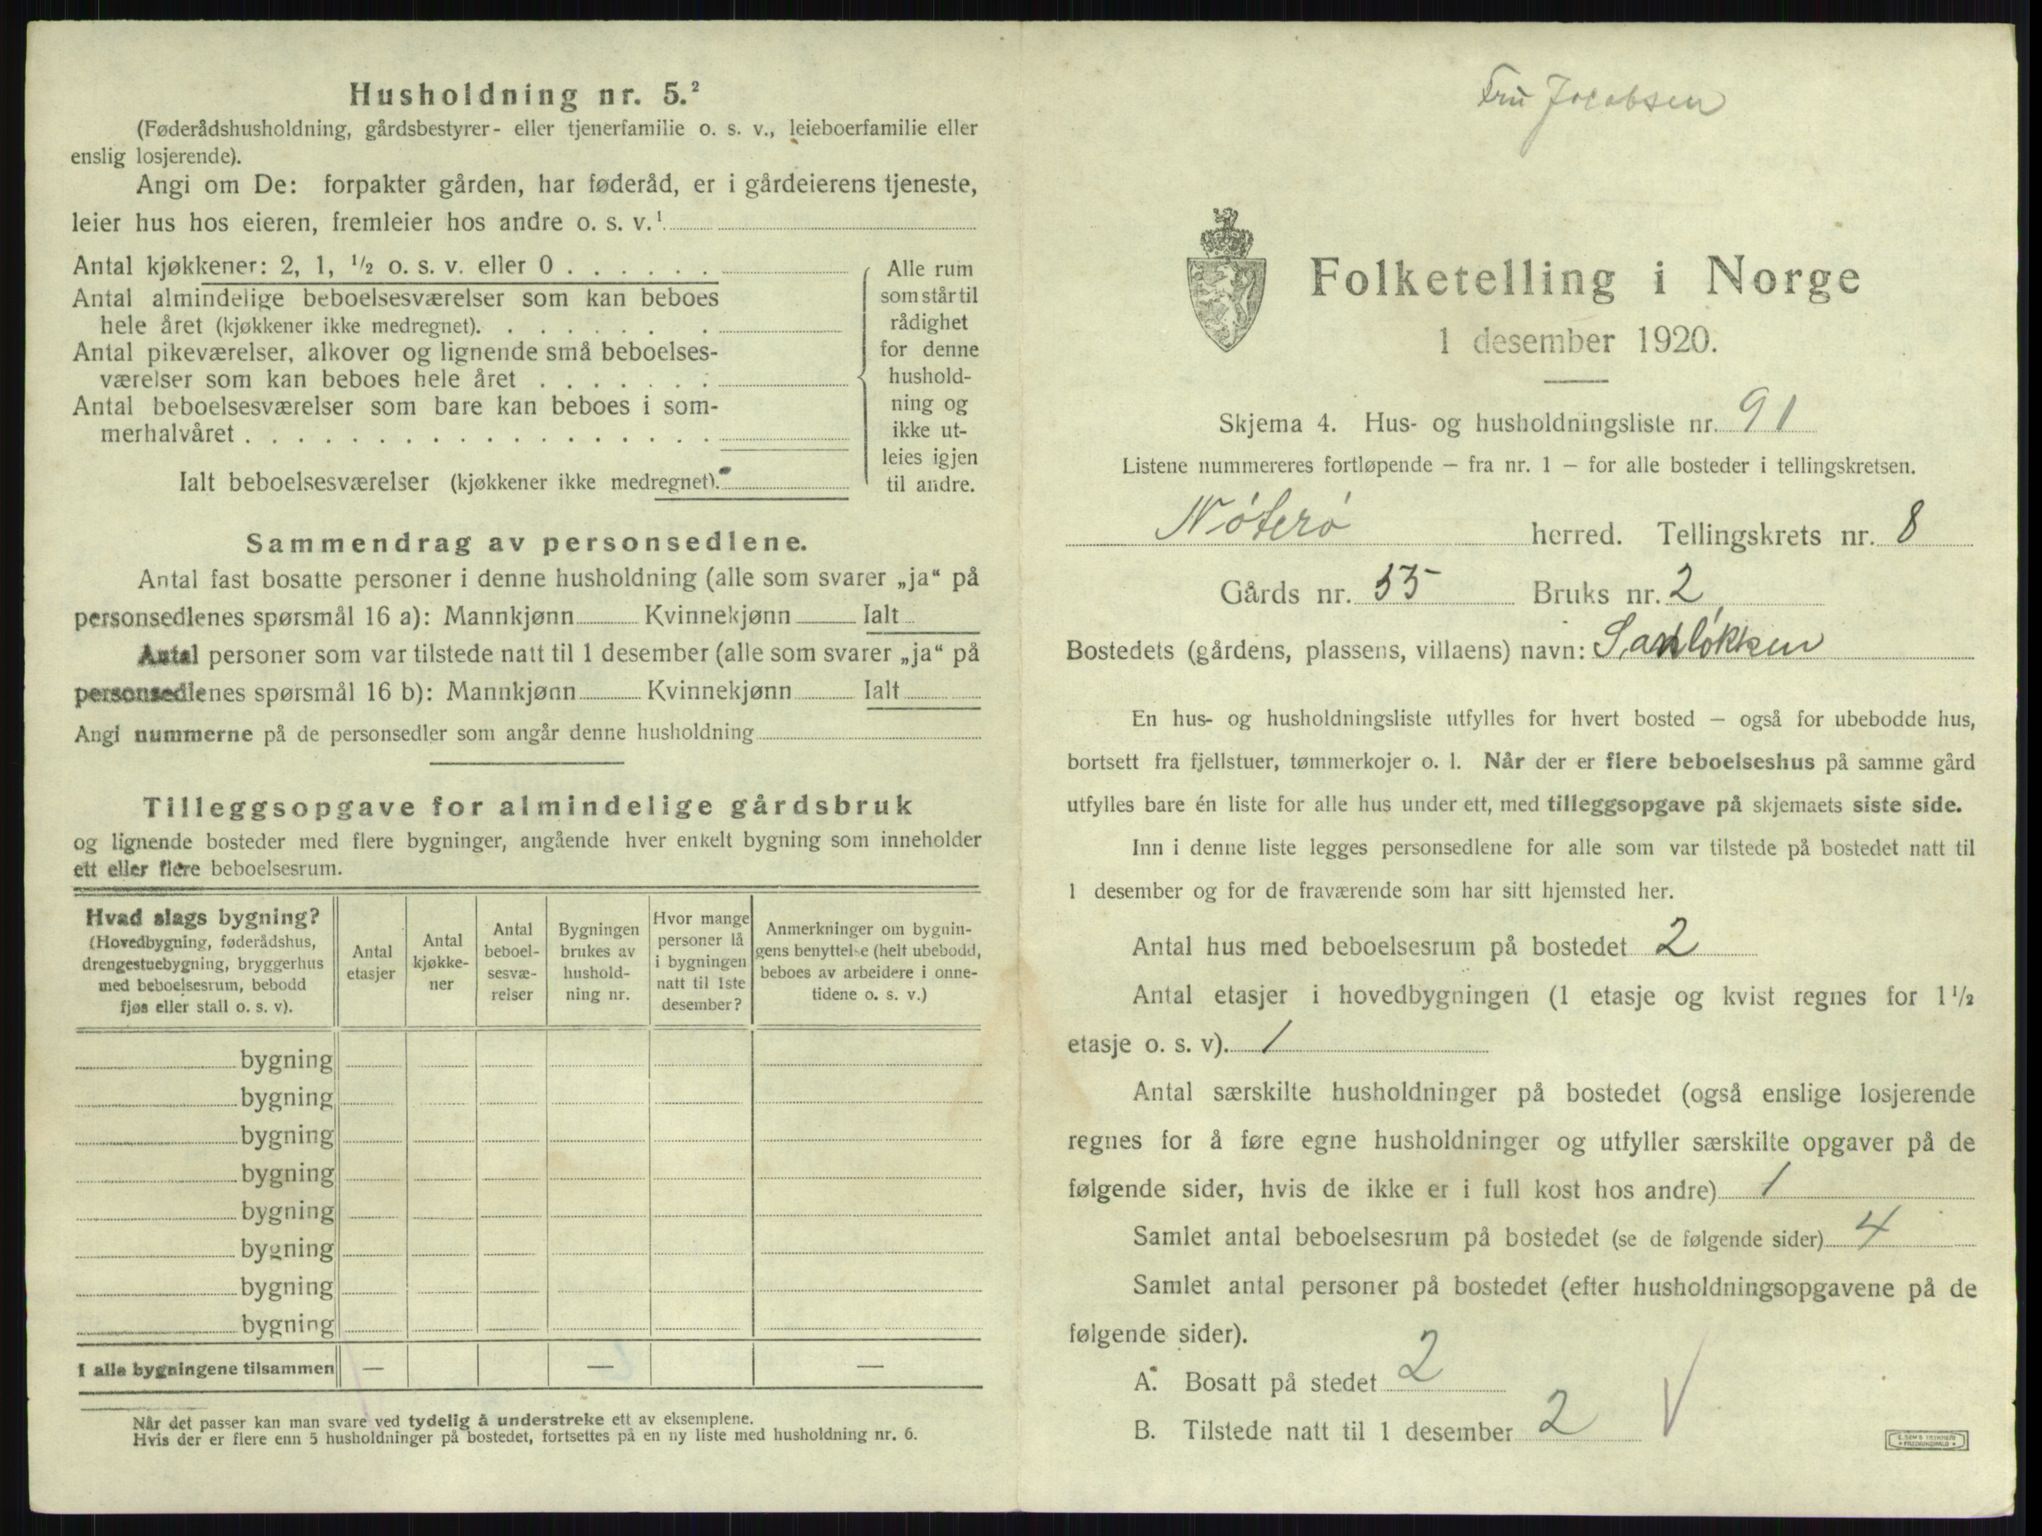 Husholdning nr. 5.²
(Føderådshusholdning, gårdsbestyrer- eller tjenerfamilie o. s. v., leieboerfamilie eller
enslig losjerende).
Angi om De: forpakter gården, har føderåd, er i gårdeierens tjeneste,
leier hus hos eieren, fremleier hos andre o. s. v.¹
Antal kjøkkener: 2, 1, ½ o. s. v. eller 0
Antal almindelige beboelsesværelser som kan beboes
hele året (kjøkkener ikke medregnet).
Antal pikeværelser, alkover og lignende små beboelses-
værelser som kan beboes hele året
Antal beboelsesværelser som bare kan beboes i som-
merhalvåret
Ialt beboelsesværelser (kjøkkener ikke medregnet).
Alle rum
som står til
rådighet
for denne
hushold-
ning og
ikke ut-
leies igjen
til andre.
Sammendrag av personsedlene.
Antal fast bosatte personer i denne husholdning (alle som svarer „ja“ på
personsedlenes spørsmål 16 a): Mannkjønn Kvinnekjønn Ialt
Antal personer som var tilstede natt til 1 desember (alle som svarer „ja“ på
personsedlenes spørsmål 16 b): Mannkjønn Kvinnekjønn Ialt
Angi nummerne på de personsedler som angår denne husholdning
Tilleggsopgave for almindelige gårdsbruk
og lignende bosteder med flere bygninger, angående hver enkelt bygning som inneholder
ett eller flere beboelsesrum.
Hvad slags bygning?
(Hovedbygning, føderådshus,
drengestuebygning, bryggerhus
med beboelsesrum, bebodd
fjøs eller stall o. s. v).
Antal
etasjer
Antal
kjøkke-
ner
Antal
beboel-
sesvæ-
relser
Bygningen
brukes av
hushold-
ning nr.
Hvor mange
personer lå
i bygningen
natt til 1ste
desember?
Anmerkninger om bygnin-
gens benyttelse (helt ubebodd,
beboes av arbeidere i onne-
tidene o. s. v.)
bygning
bygning
bygning
bygning
bygning
bygning
bygning
bygning
I alle bygningene tilsammen — — —
Når det passer kan man svare ved tydelig å understreke ett av eksemplene.
Hvis der er flere enn 5 husholdninger på bostedet, fortsettes på en ny liste med husholdning nr. 6.
Fru Jacobsen
Folketelling i Norge
1 desember 1920.
Skjema 4. Hus- og husholdningsliste nr. 91
Listene nummereres fortløpende – fra nr. 1 – for alle bosteder i tellingskretsen.
Nøterø herred. Tellingskrets nr. 8
Gårds nr. 55 Bruks nr. 2
Bostedets (gårdens, plassens, villaens) navn:
En hus- og husholdningsliste utfylles for hvert bosted – også for ubebodde hus,
bortsett fra fjellstuer, tømmerkojer o. l. Når der er flere beboelseshus på samme gård
utfylles bare én liste for alle hus under ett, med tilleggsopgave på skjemaets siste side.
Inn i denne liste legges personsedlene for alle som var tilstede på bostedet natt til
1 desember og for de fraværende som har sitt hjemsted her.
Antal hus med beboelsesrum på bostedet 2
Antal etasjer i hovedbygningen (1 etasje og kvist regnes for 1½
etasje o. s. v). 1
Antal særskilte husholdninger på bostedet (også enslige losjerende
regnes for å føre egne husholdninger og utfyller særskilte opgaver på de
følgende sider, hvis de ikke er i full kost hos andre) 1
Samlet antal beboelsesrum på bostedet (se de følgende sider) 4
Samlet antal personer på bostedet (efter husholdningsopgavene på de
følgende sider).
A. Bosatt på stedet 2
B. Tilstede natt til 1 desember 2